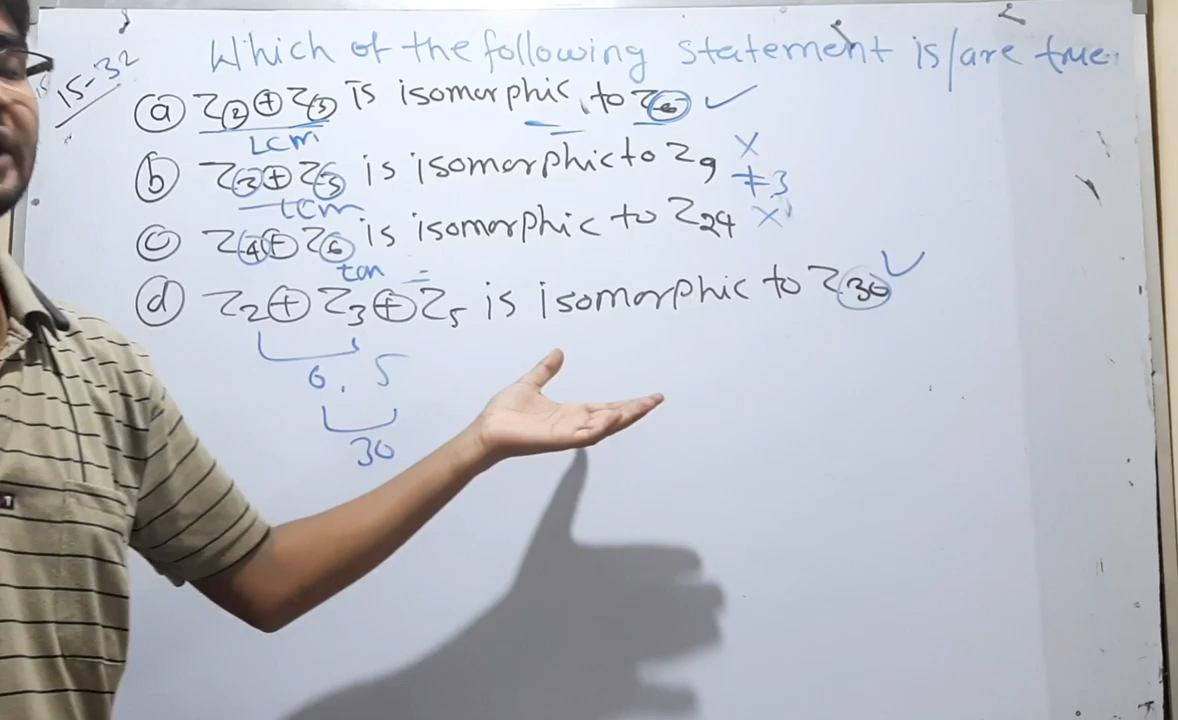 Which of the following statement is/are true.
15-32
(a) Z2 ⊕ Z3 is isomorphic to Z6 ✓
LCM
(b) Z3 ⊕ Z3 is isomorphic to Z9 ×
LCM ≠ 3
(c) Z4 ⊕ Z6 is isomorphic to Z24 ×
(d) Z2 ⊕ Z3 ⊕ Z5 is isomorphic to Z30 ✓
6, 5
30